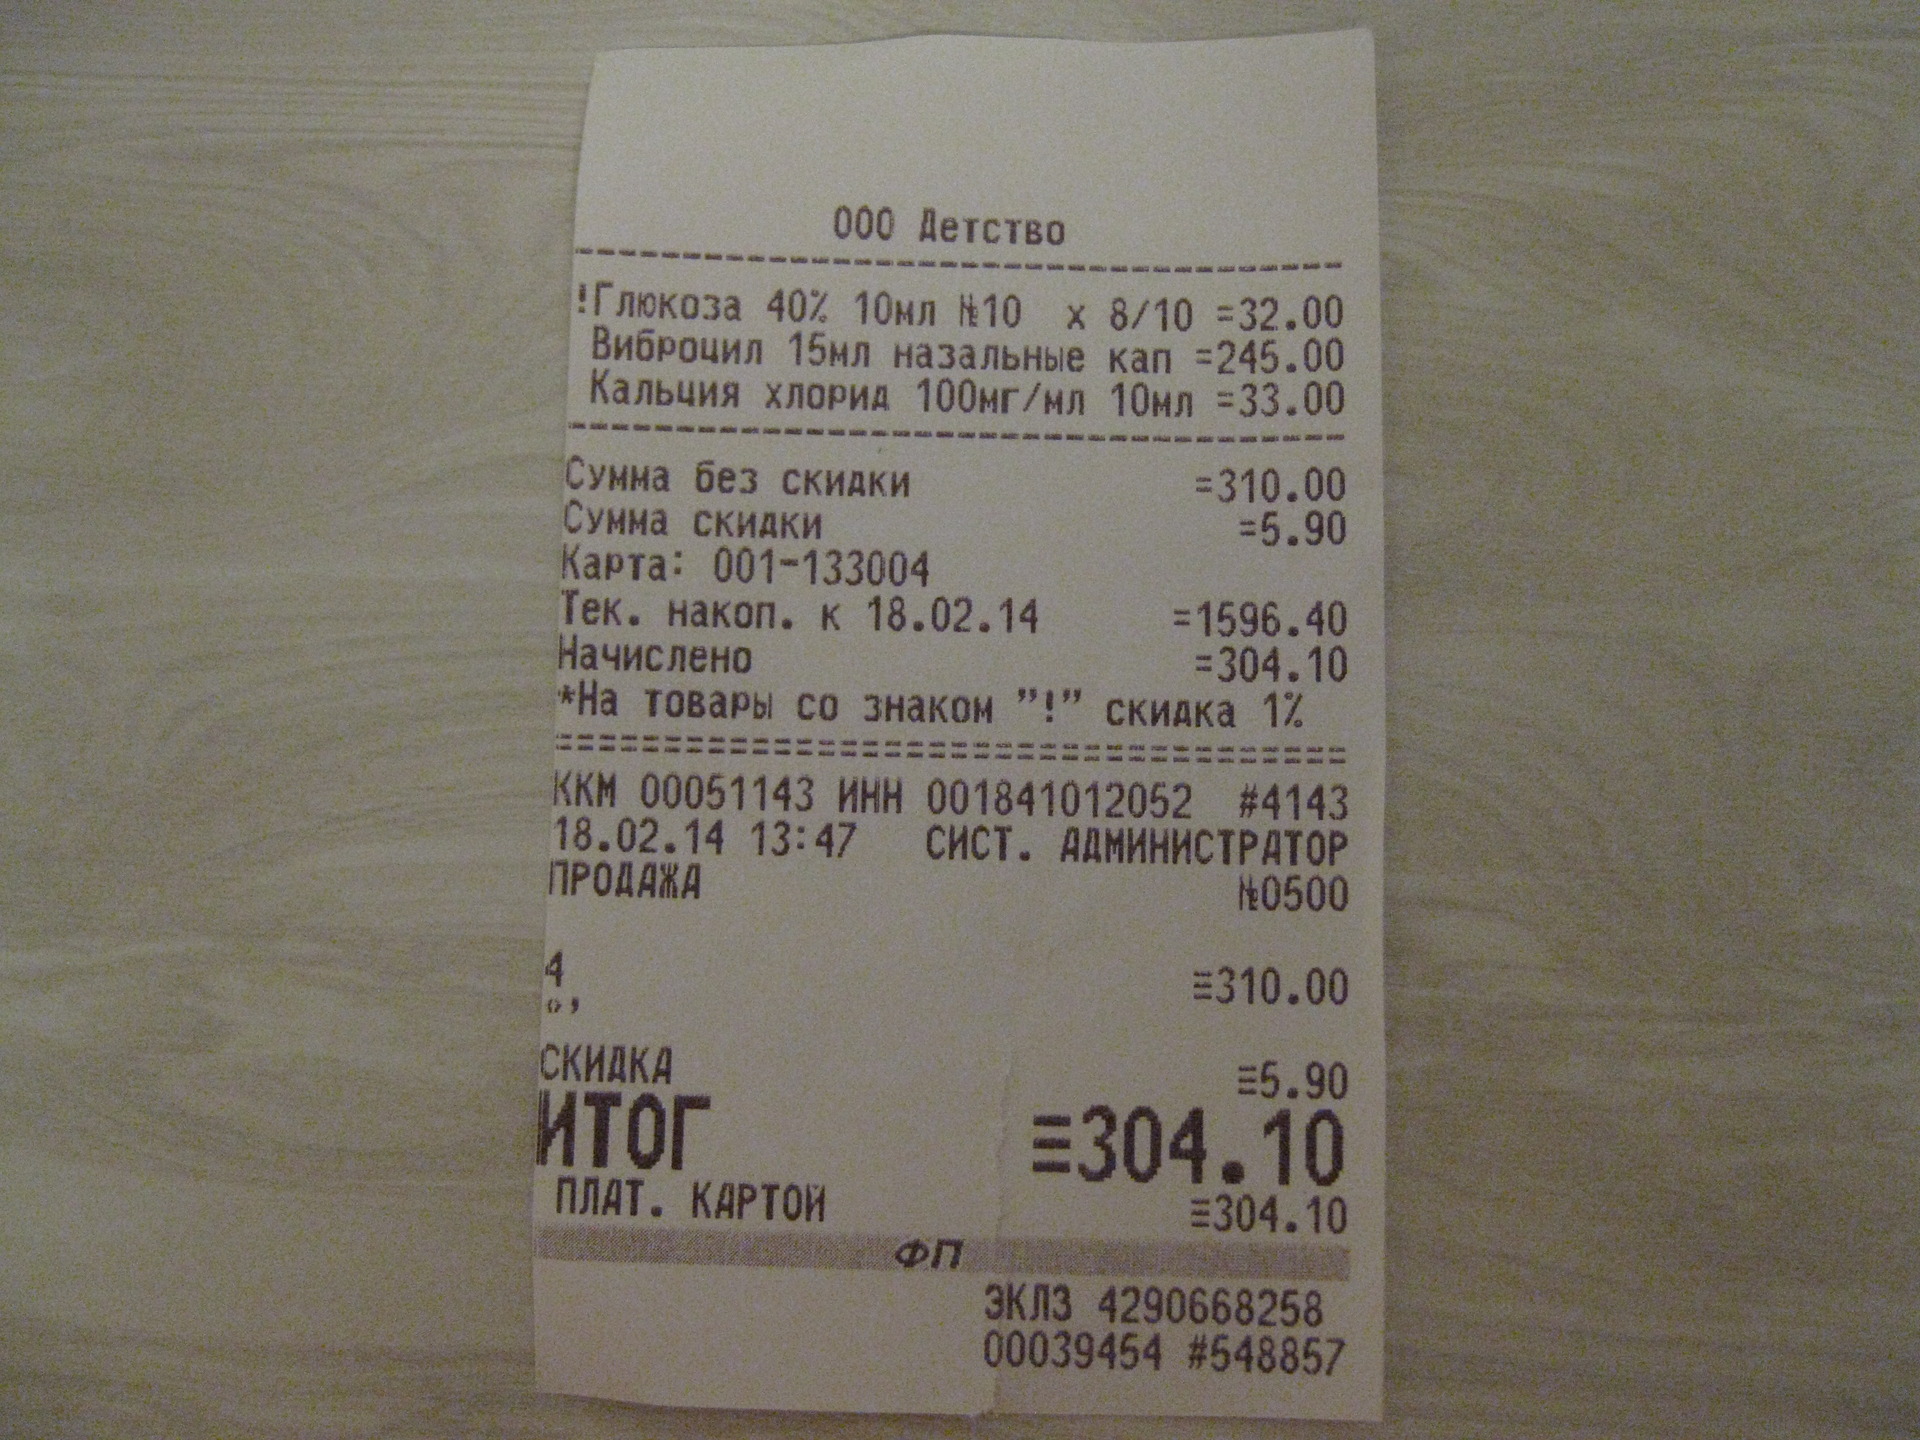 ООО Детство
!Глюкоза 40% 10мл №10 x 8/10 =32.00
Виброцил 15мл назальные кап =245.00
Кальция хлорид 100мг/мл 10мл =33.00
Сумма без скидки =310.00
Сумма скидки =5.90
Карта: 001-133004
Тек. накоп. к 18.02.14 =1596.40
Начислено =304.10
*На товары со знаком "!" скидка 1%
ККМ 00051143 ИНН 001841012052 #4143
18.02.14 13:47 СИСТ. АДМИНИСТРАТОР
ПРОДАЖА №0500
4 ≡310.00
СКИДКА ≡5.90
ИТОГ ≡304.10
ПЛАТ. КАРТОЙ ≡304.10
ФП
ЭКЛЗ 4290668258
00039454 #548857